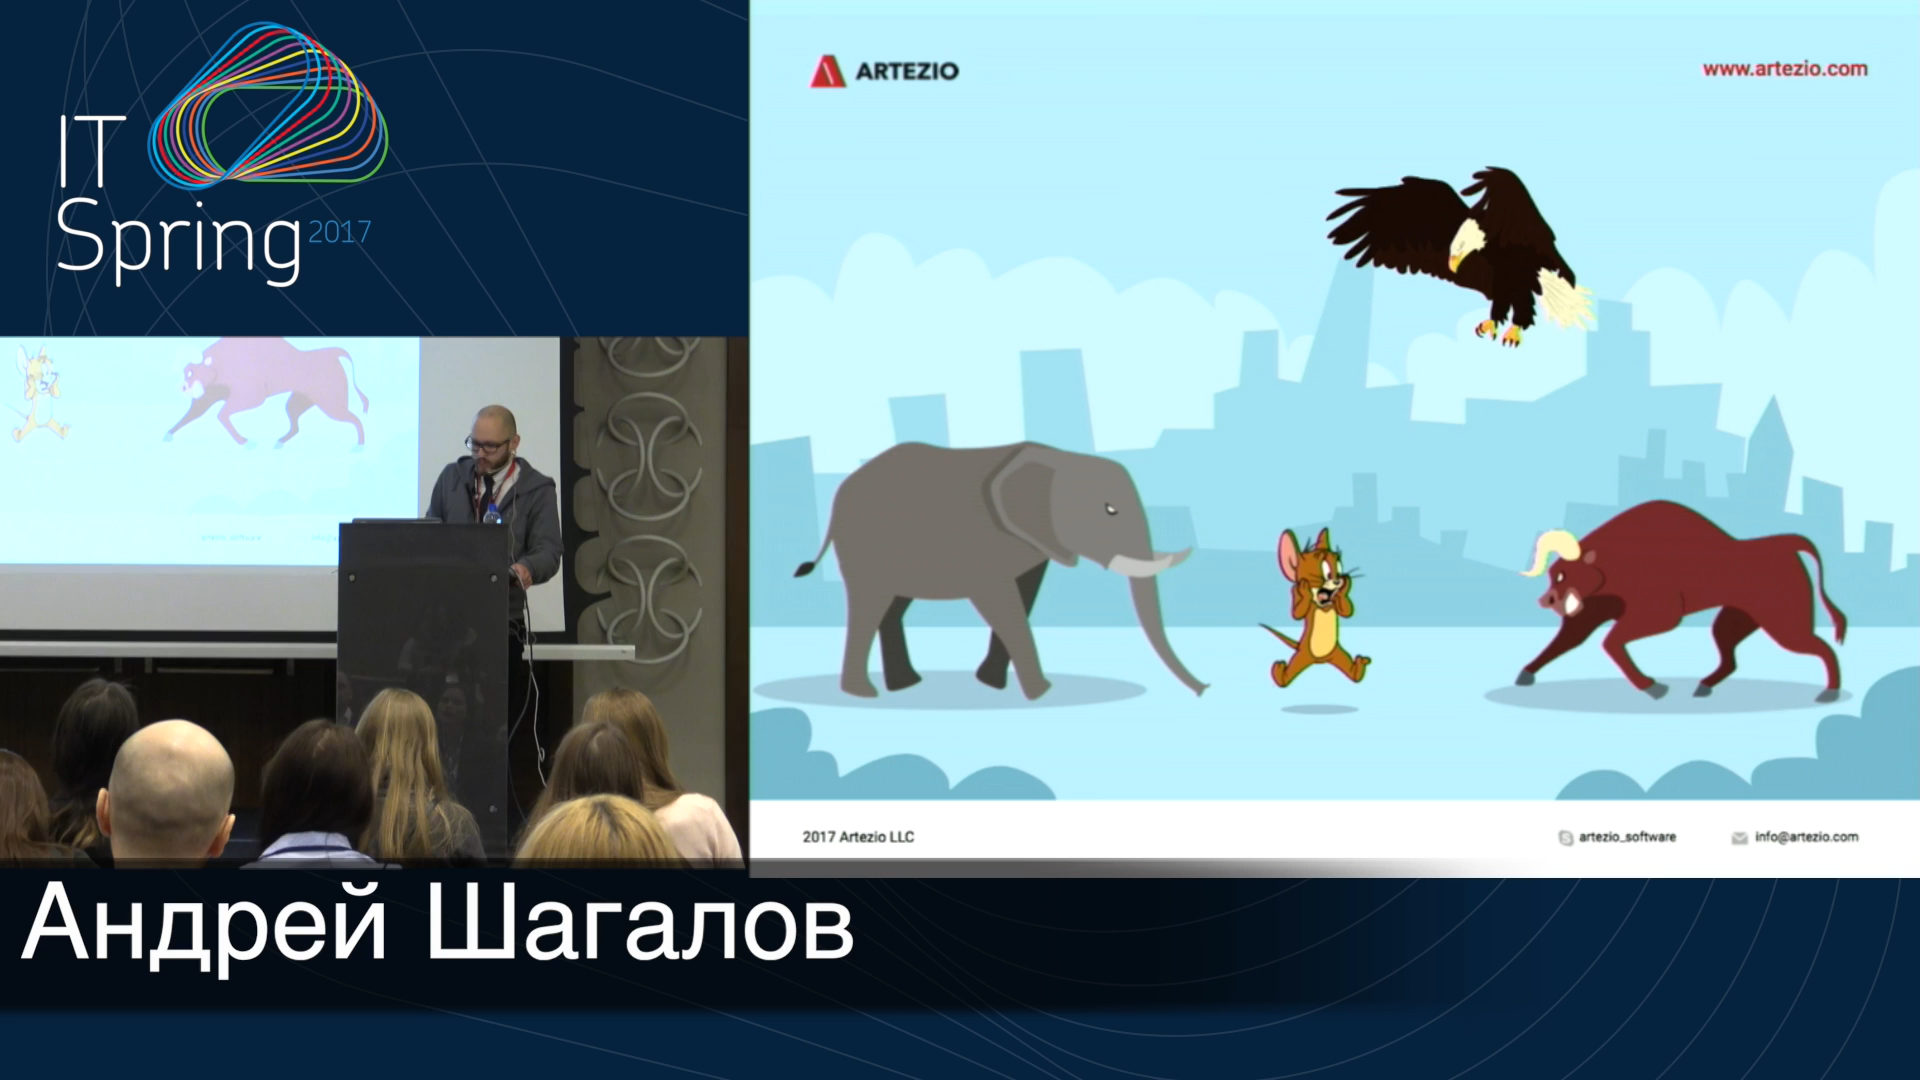 IT
Spring 2017
ARTEZIO
www.artezio.com
2017 Artezio LLC
artezio_software
info@artezio.com
Андрей Шагалов